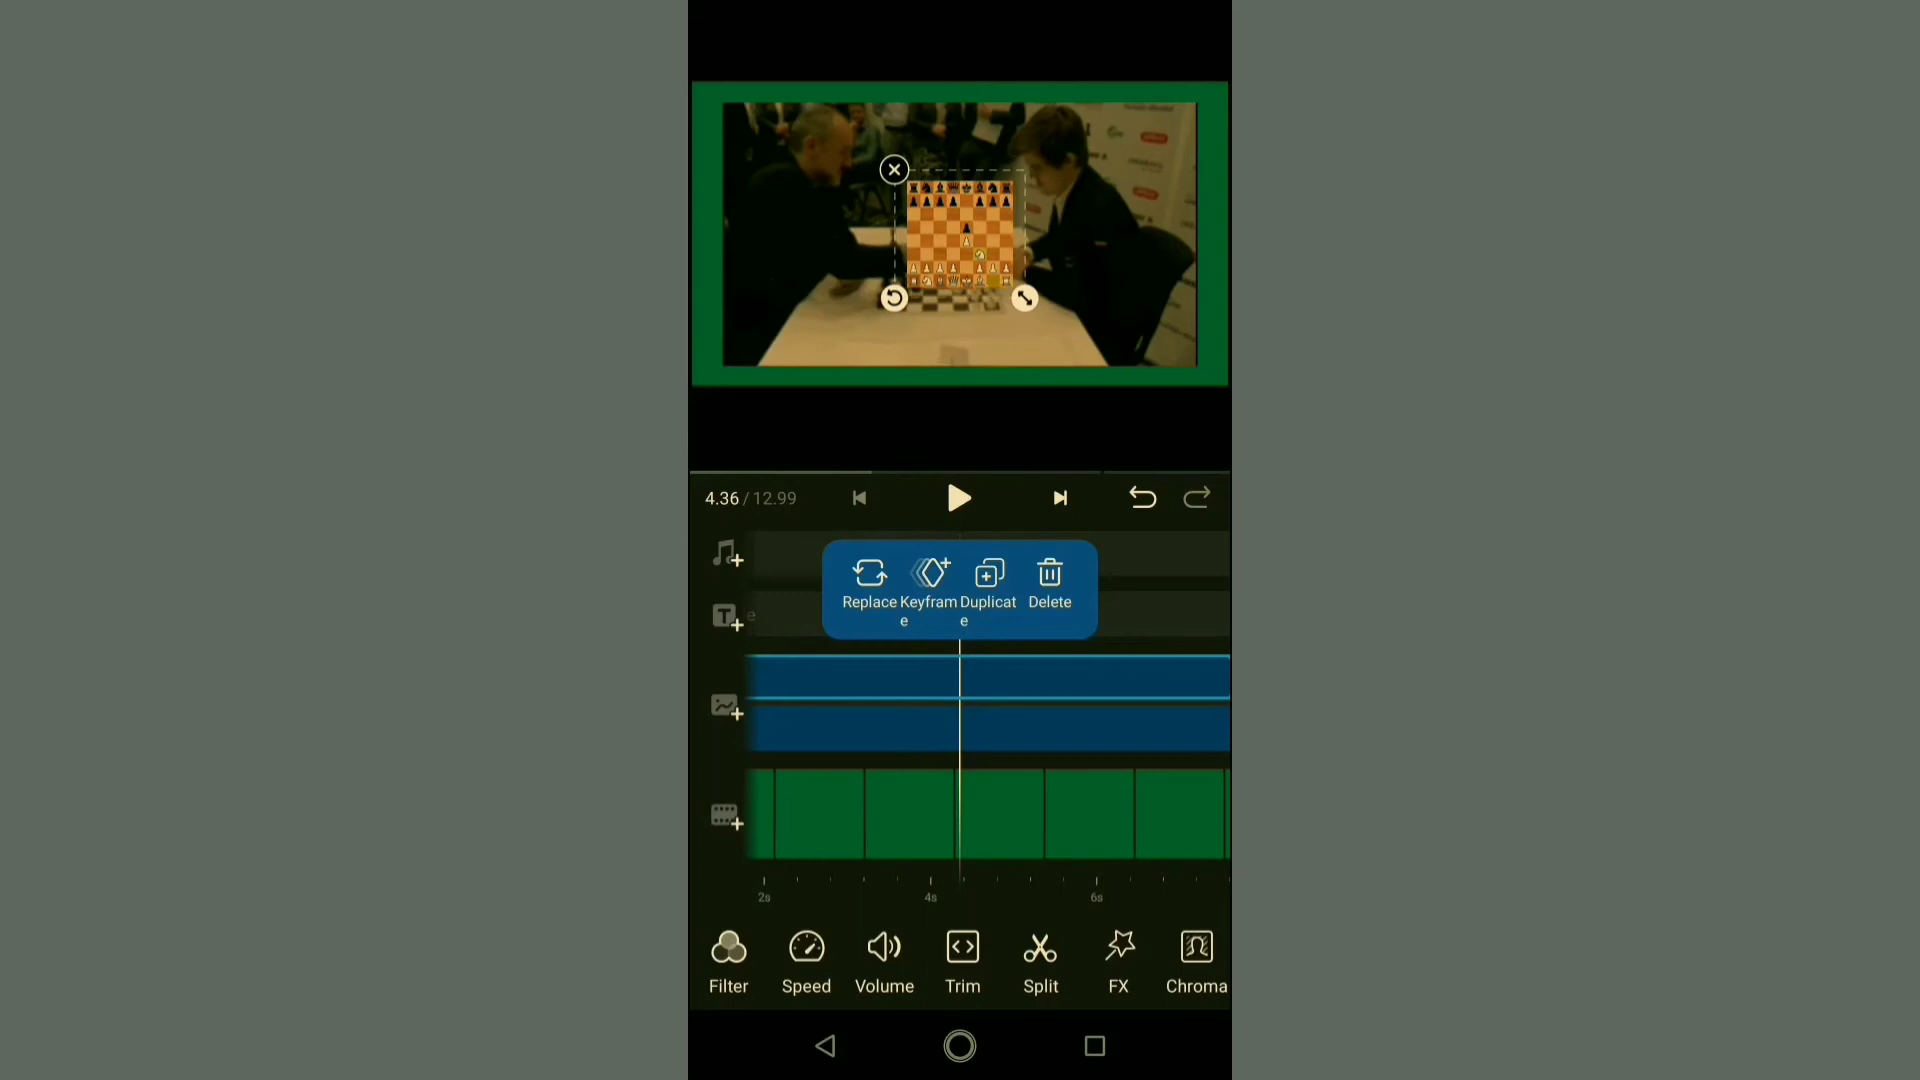 4.36 / 12.99
Replace Keyfram Duplicat Delete
e e
e
2s 4s 6s
Filter Speed Volume Trim Split FX Chroma